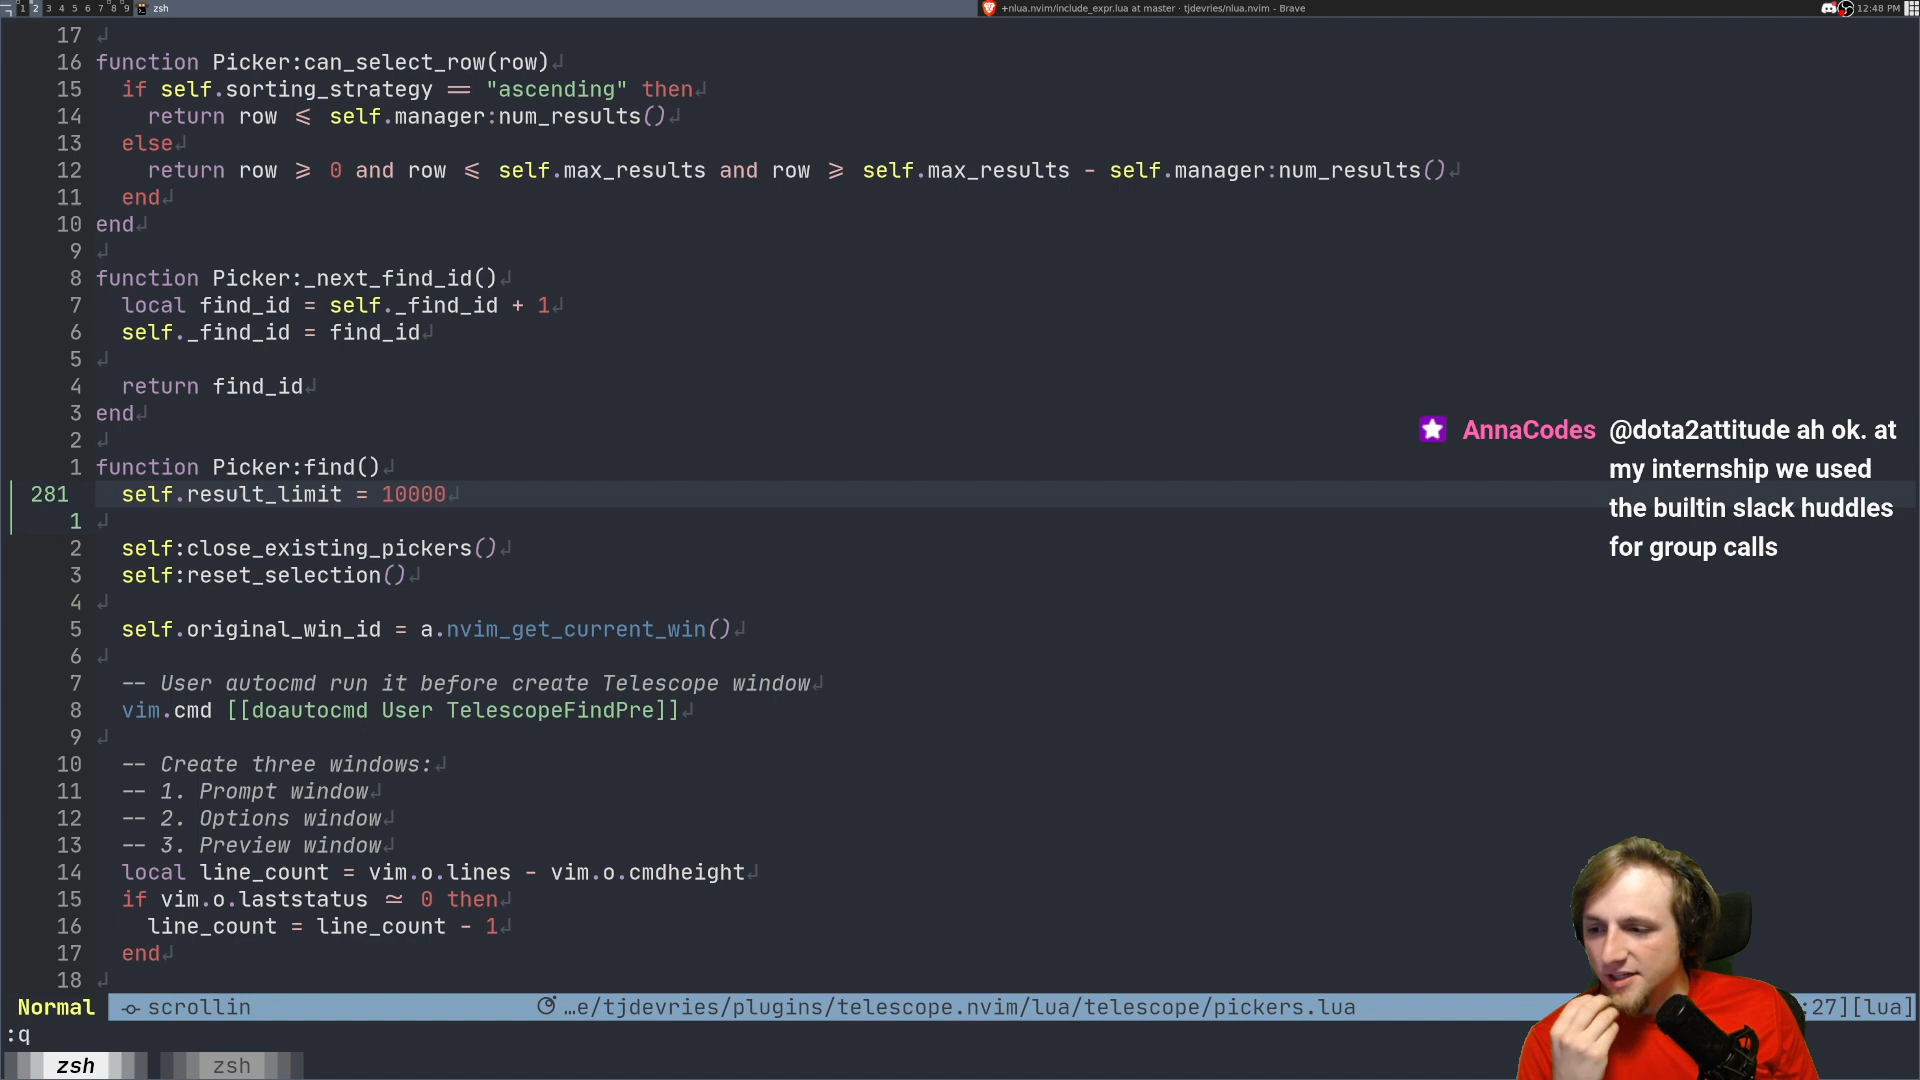 1 2 3 4 5 6 7 8 9 zsh
+nlua.nvim/include_expr.lua at master · tjdevries/nlua.nvim - Brave
12:48 PM
17
16 function Picker:can_select_row(row)
15 if self.sorting_strategy == "ascending" then
14 return row <= self.manager:num_results()
13 else
12 return row >= 0 and row <= self.max_results and row >= self.max_results - self.manager:num_results()
11 end
10 end
9
8 function Picker:_next_find_id()
7 local find_id = self._find_id + 1
6 self._find_id = find_id
5
4 return find_id
3 end
2
1 function Picker:find()
281 self.result_limit = 10000
1
2 self:close_existing_pickers()
3 self:reset_selection()
4
5 self.original_win_id = a.nvim_get_current_win()
6
7 -- User autocmd run it before create Telescope window
8 vim.cmd [[doautocmd User TelescopeFindPre]]
9
10 -- Create three windows:
11 -- 1. Prompt window
12 -- 2. Options window
13 -- 3. Preview window
14 local line_count = vim.o.lines - vim.o.cmdheight
15 if vim.o.laststatus ~= 0 then
16 line_count = line_count - 1
17 end
18
AnnaCodes @dota2attitude ah ok. at
my internship we used
the builtin slack huddles
for group calls
Normal scrollin …e/tjdevries/plugins/telescope.nvim/lua/telescope/pickers.lua :27][lua]
:q
zsh zsh